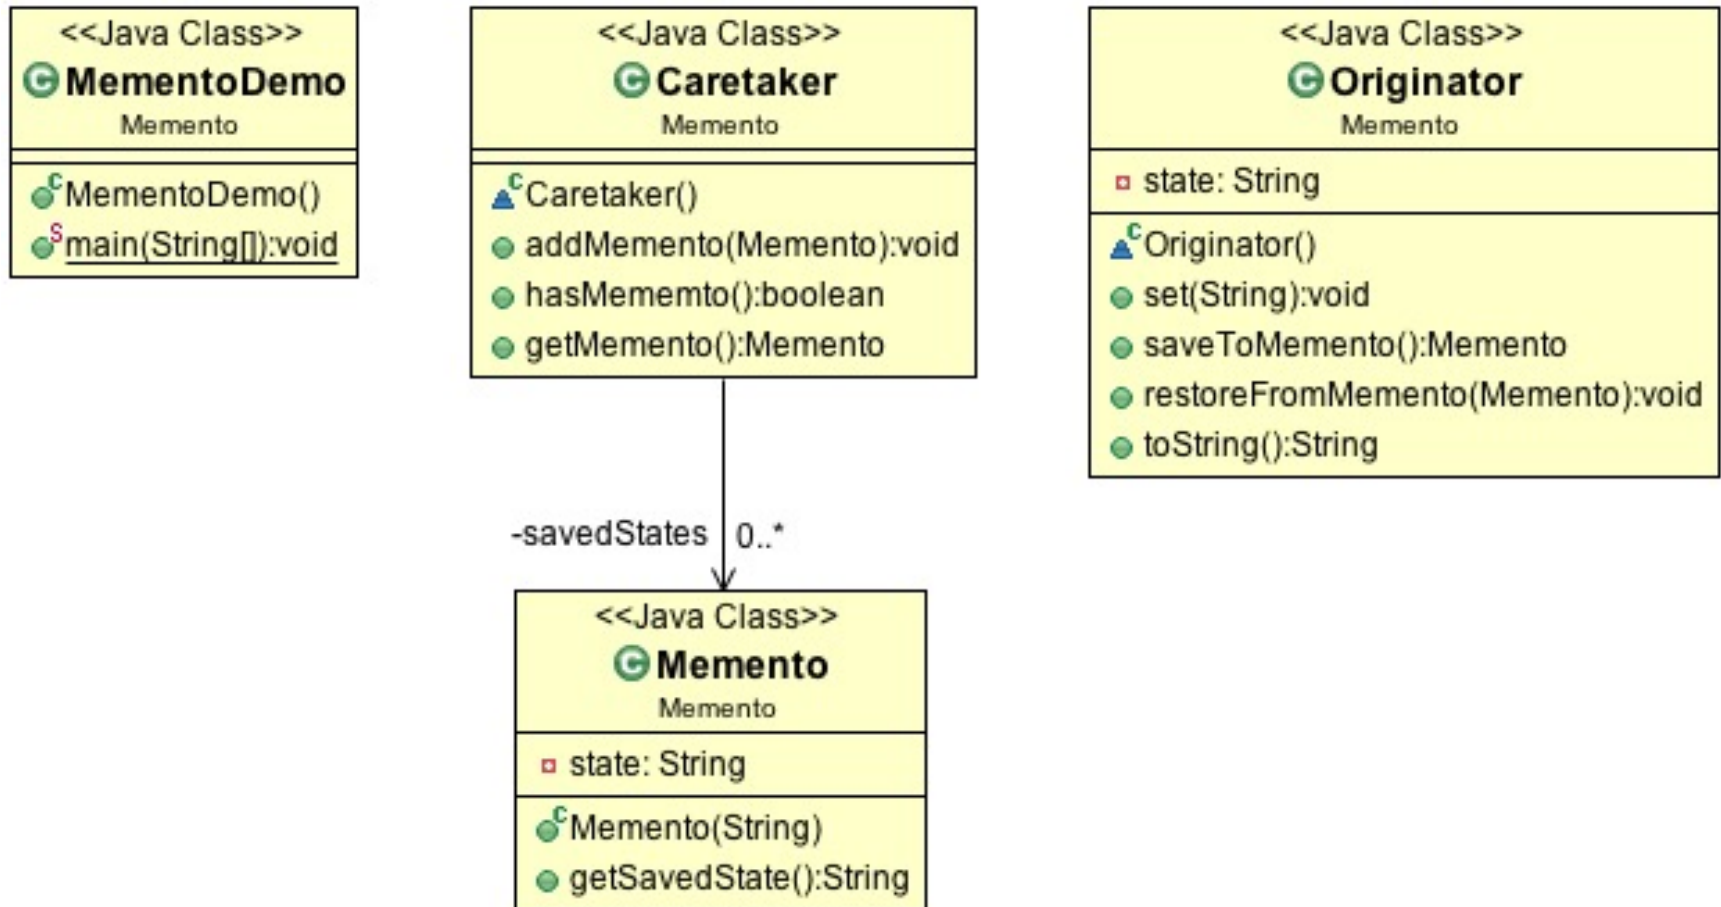 <<Java Class>>
MementoDemo
Memento
MementoDemo()
main(String[]):void
<<Java Class>>
Caretaker
Memento
Caretaker()
addMemento(Memento):void
hasMememto():boolean
getMemento():Memento
<<Java Class>>
Originator
Memento
state: String
Originator()
set(String):void
saveToMemento():Memento
restoreFromMemento(Memento):void
toString():String
-savedStates 0..*
<<Java Class>>
Memento
Memento
state: String
Memento(String)
getSavedState():String